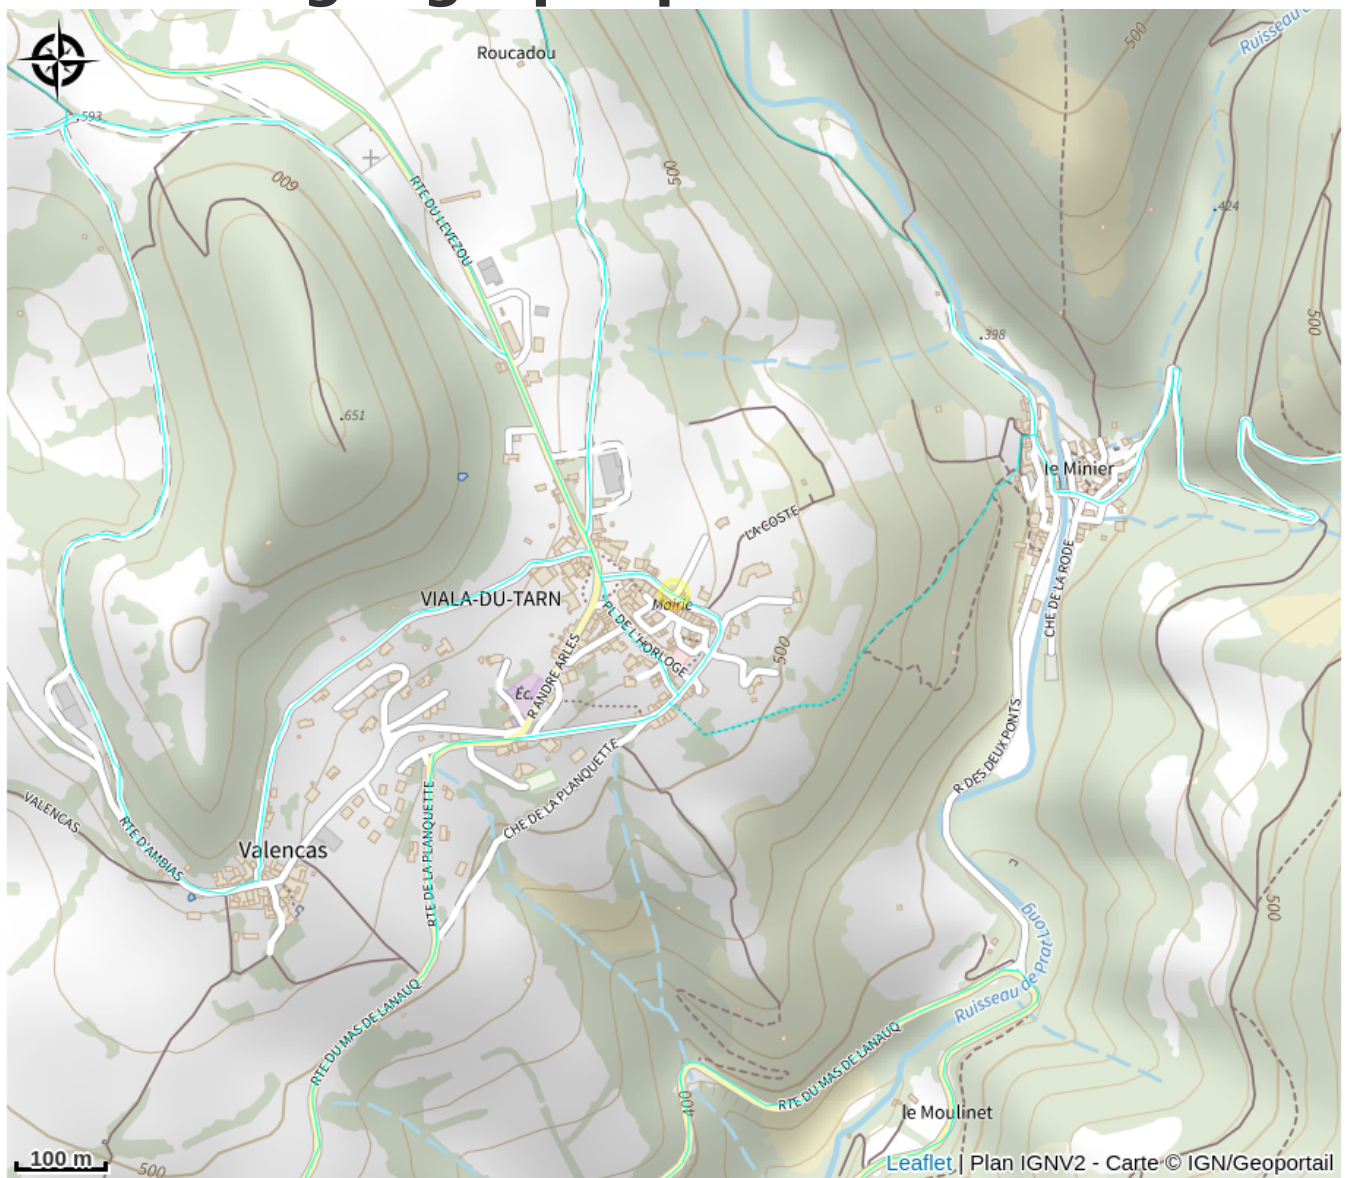 Roucadou
500
Ruisseau
593
600
RTE DU LEVEZOU
500
424
500
398
651
le Minier
LA COSTE
VIALA-DU-TARN
Mairie
PL DE L'HORLOGE
CHE DE LA RODE
500
R ANDRE ARLES
Éc.
R DES DEUX PONTS
CHE DE LA PLANQUETTE
RTE DE LA PLANQUETTE
VALENCAS
RTE D'AMBIAS
Valencas
500
Ruisseau de Prat Long
RTE DU MAS DE LANAUQ
RTE DU MAS DE LANAUQ
400
le Moulinet
100 m
500
Leaflet | Plan IGNV2 - Carte © IGN/Geoportail